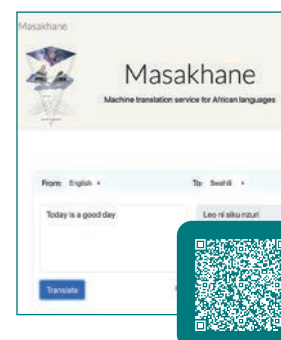 Masakhane
Masakhane
Machine translation service for African languages
From: English
To: Swahili
Today is a good day
Leo ni siku nzuri
Translate